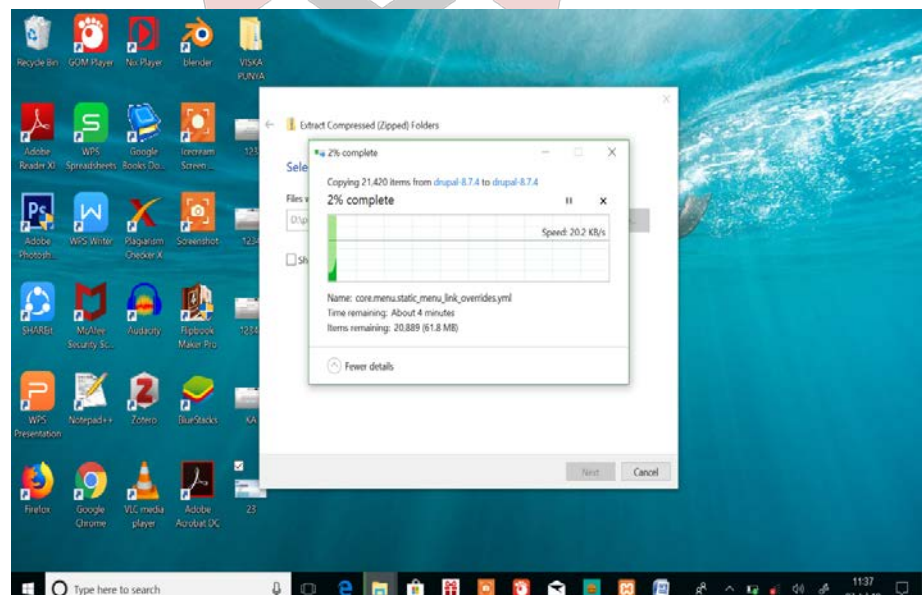 Recycle Bin
GOM Player
Nox Player
blender
VISKA
PUNYA
Adobe
Reader XI
WPS
Spreadsheets
Google
Books Do...
Icecream
Screen ...
123
Adobe
Photosh...
WPS Writer
Plagiarism
Checker X
Screenshot
1234
SHAREit
McAfee
Security Sc...
Audacity
Flipbook
Maker Pro
1234
WPS
Presentation
Notepad++
Zotero
BlueStacks
KA
Firefox
Google
Chrome
VLC media
player
Adobe
Acrobat DC
23
Extract Compressed (Zipped) Folders
Sele
Files w
D:\p
Sh
2% complete
Copying 21,420 items from drupal-8.7.4 to drupal-8.7.4
2% complete
Speed: 20.2 KB/s
Name: core.menu.static_menu_link_overrides.yml
Time remaining: About 4 minutes
Items remaining: 20,889 (61.8 MB)
Fewer details
Next
Cancel
Type here to search
11:37